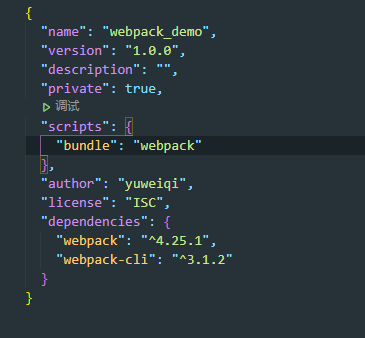 {
"name": "webpack_demo",
"version": "1.0.0",
"description": "",
"private": true,
调试
"scripts": {
"bundle": "webpack"
},
"author": "yuweiqi",
"license": "ISC",
"dependencies": {
"webpack": "^4.25.1",
"webpack-cli": "^3.1.2"
}
}